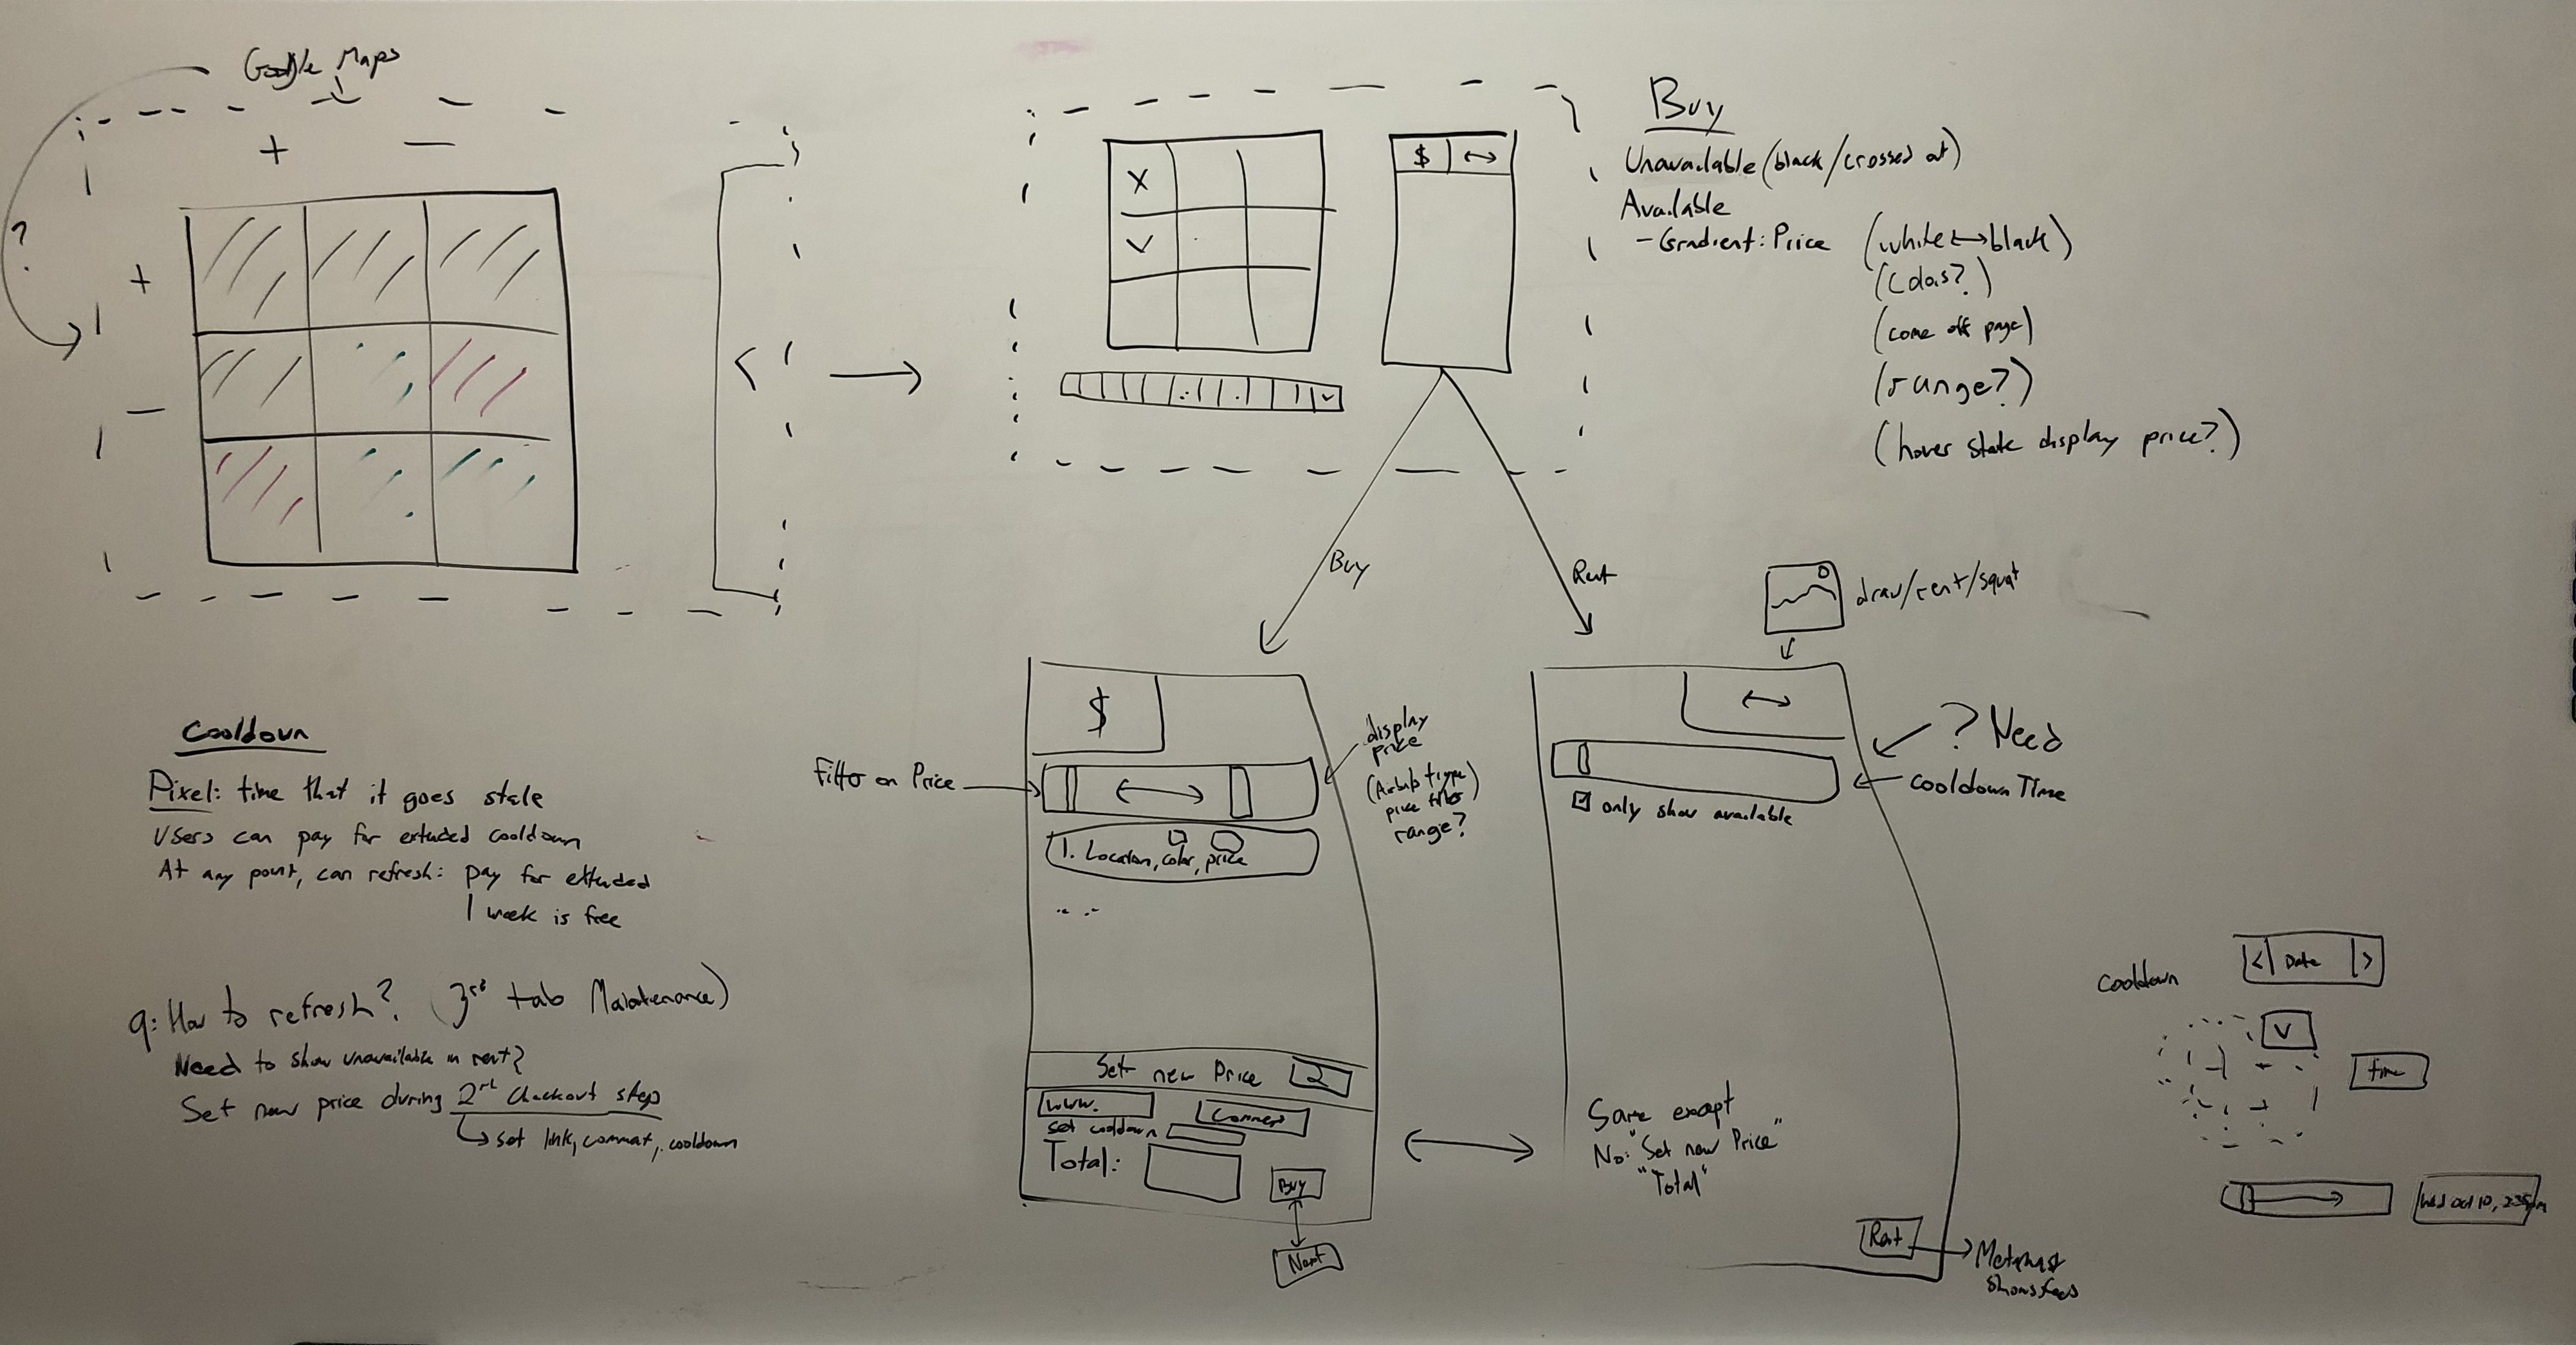 Google Maps
+ —
?
+
—
<
X
V
$ ↔
Buy
Unavailable (black/crossed out)
Available
- Gradient: Price (white ↔ black)
(colors?)
(come off page)
(range?)
(hover state display price?)
Buy
Rent
draw/rent/squat
Cooldown
Pixel: time that it goes stale
Users can pay for extended cooldown
At any point, can refresh: pay for extended
1 week is free
q: How to refresh? (3rd tab Maintenance)
Need to show unavailable in rent?
Set new price during 2nd checkout step
set link, comment, cooldown
$
Filter on Price
display
price
(Airbnb type
price filter
range?
1. Location, color, price
Set new Price 2
www. Comment
set cooldown
Total:
Buy
Next
↔
? Need
cooldown Time
only show available
Same except
No: "Set new Price"
"Total"
Rent
Metamask
shows fees
cooldown
< Date >
V
time
Wed Oct 10, 2:35pm